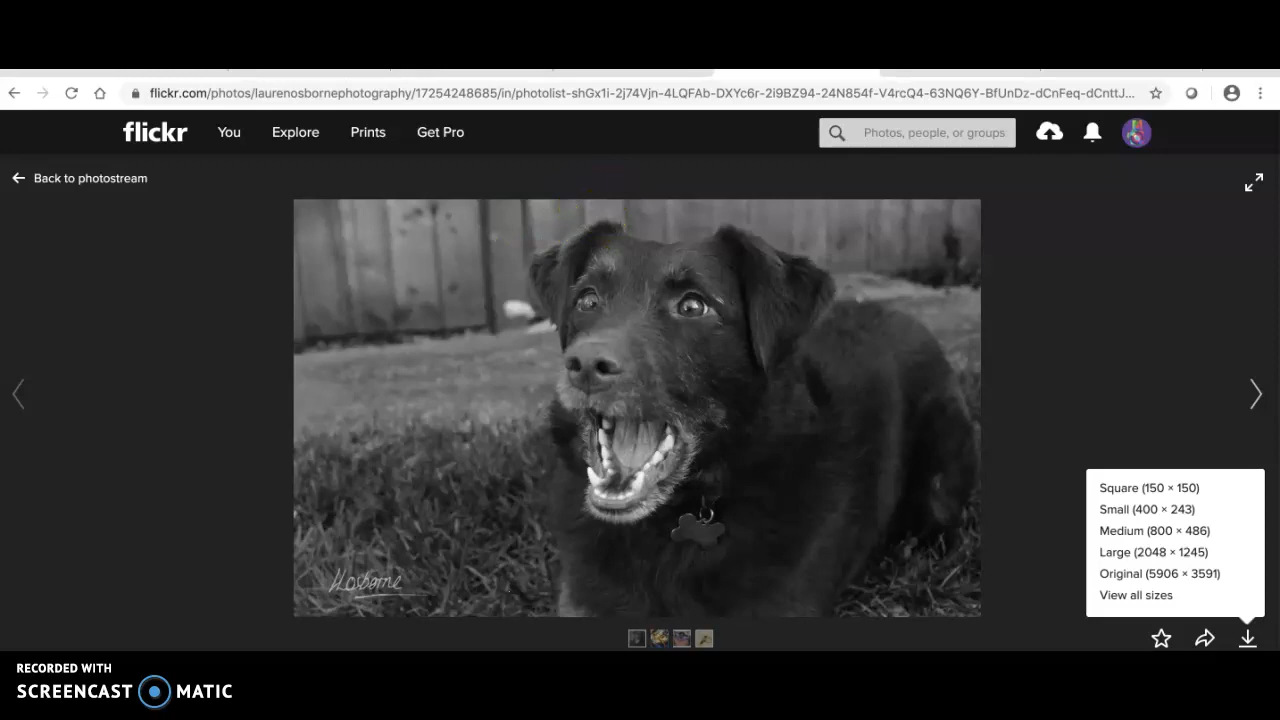 flickr.com/photos/laurenosbornephotography/17254248685/in/photolist-shGx1i-2j74Vjn-4LQFAb-DXYc6r-2i9BZ94-24N854f-V4rcQ4-63NQ6Y-BfUnDz-dCnFeq-dCnttJ...
flickr You Explore Prints Get Pro Photos, people, or groups
Back to photostream
Square (150 × 150)
Small (400 × 243)
Medium (800 × 486)
Large (2048 × 1245)
Original (5906 × 3591)
View all sizes
RECORDED WITH
SCREENCAST MATIC